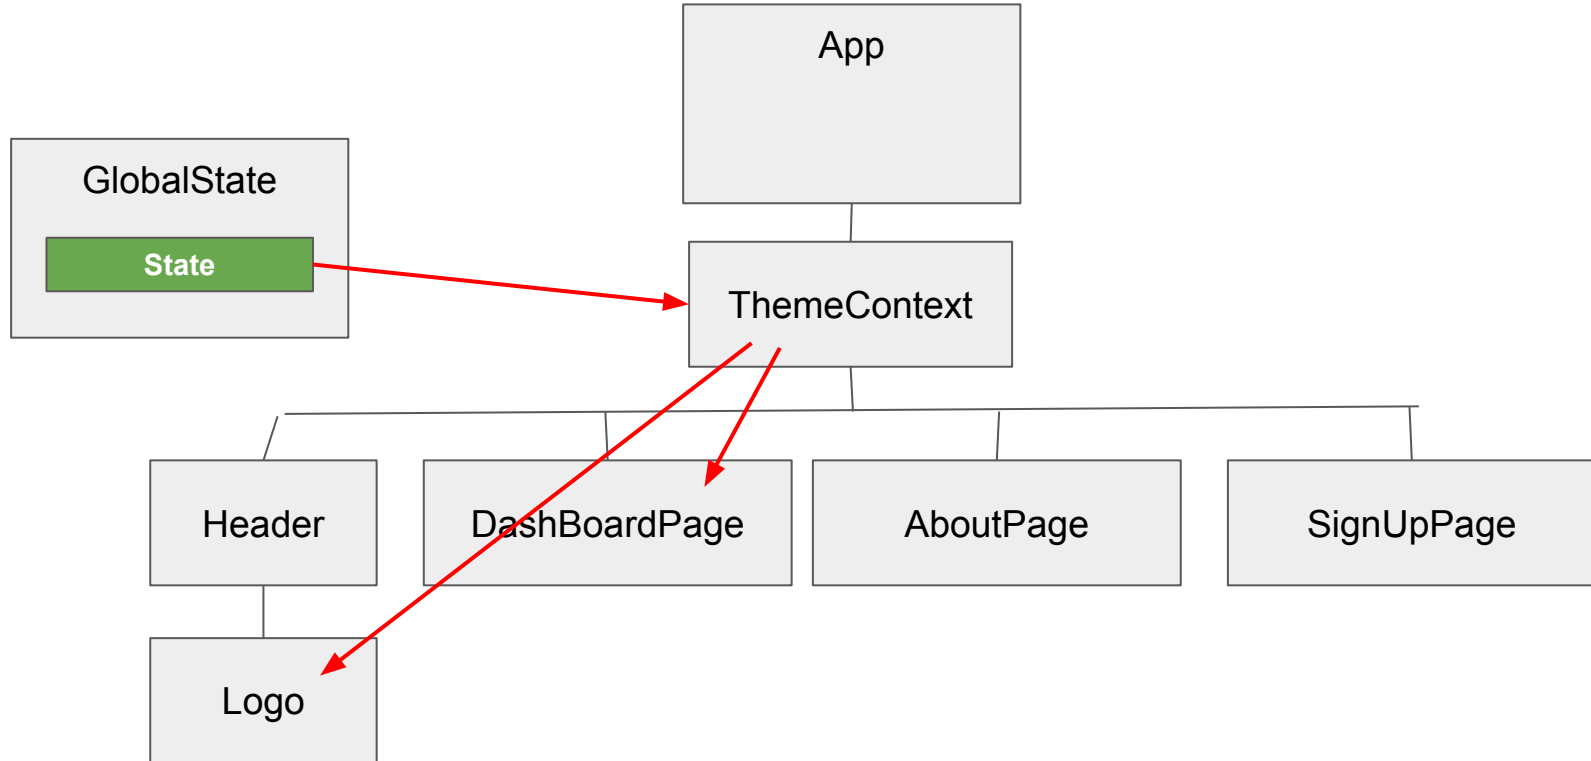 App
GlobalState
State
ThemeContext
Header
DashBoardPage
AboutPage
SignUpPage
Logo